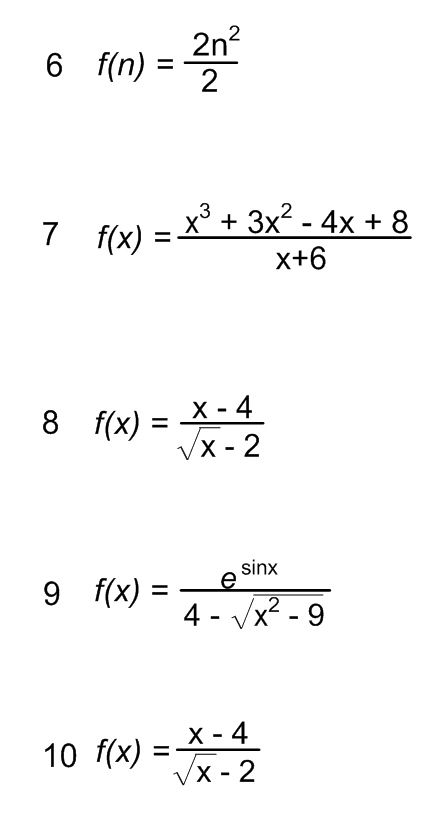 6 f(n) = 2n²/2
7 f(x) = x³ + 3x² - 4x + 8/x+6
8 f(x) = x - 4/√x - 2
9 f(x) = e^sinx/4 - √x² - 9
10 f(x) = x - 4/√x - 2